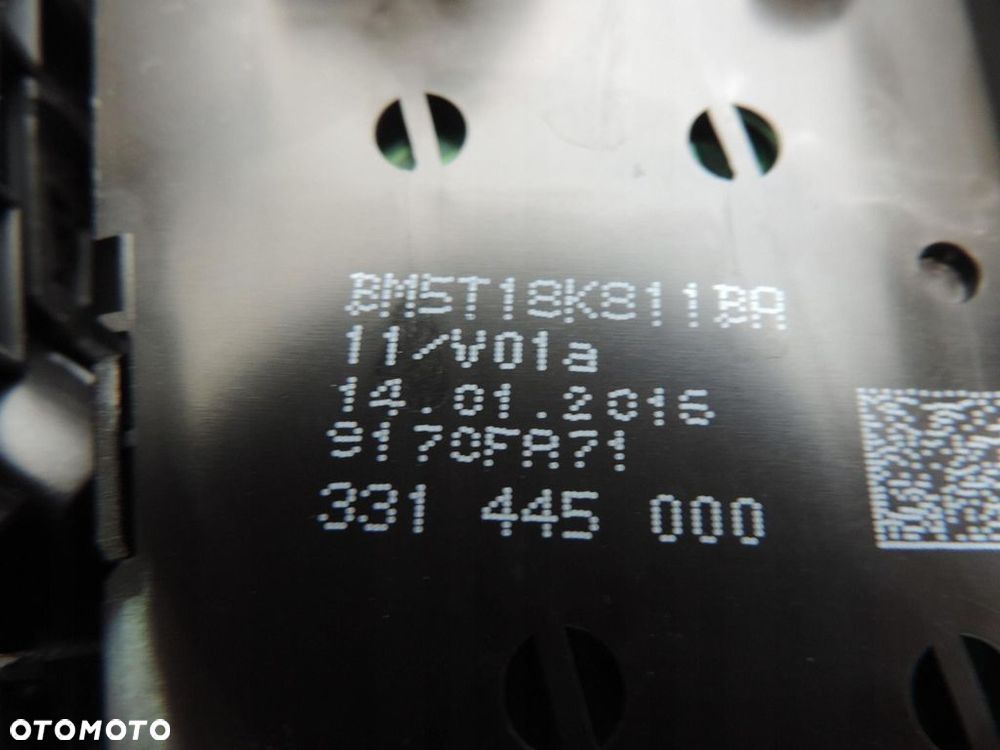 BM5T18K811BA
11/V01a
14.01.2016
9170FA71
331 445 000
OTOMOTO